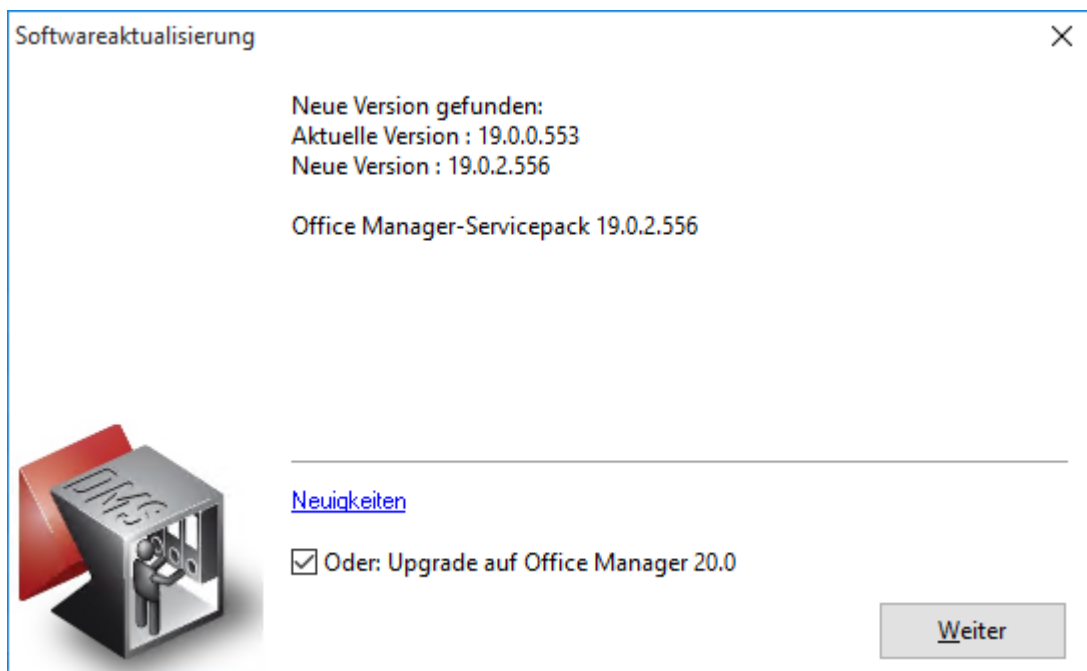 Softwareaktualisierung
Neue Version gefunden:
Aktuelle Version : 19.0.0.553
Neue Version : 19.0.2.556
Office Manager-Servicepack 19.0.2.556
DMS
Neuigkeiten
Oder: Upgrade auf Office Manager 20.0
Weiter